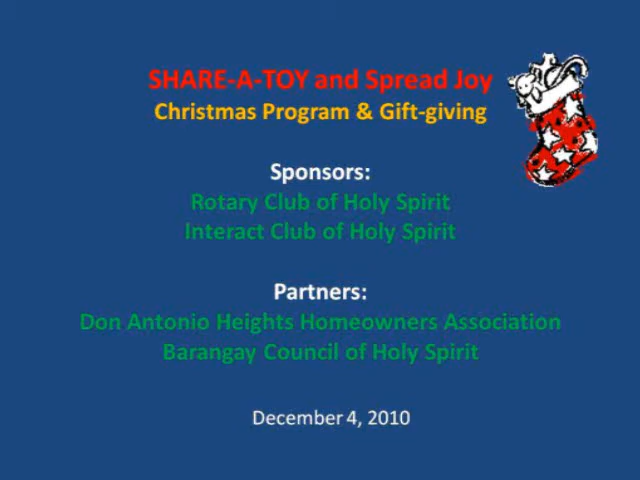 SHARE-A-TOY and Spread Joy
Christmas Program & Gift-giving
Sponsors:
Rotary Club of Holy Spirit
Interact Club of Holy Spirit
Partners:
Don Antonio Heights Homeowners Association
Barangay Council of Holy Spirit
December 4, 2010